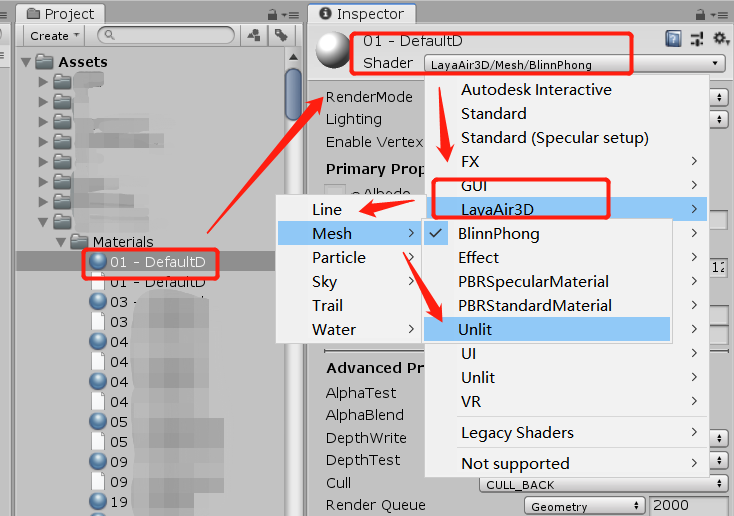 Project
Create
Assets
Materials
01 - DefaultD
01 - DefaultD
03 -
03
04
04
04
05
05
09
09
19
Inspector
01 - DefaultD
Shader
LayaAir3D/Mesh/BlinnPhong
RenderMode
Lighting
Enable Vertex
Primary Prop
Albedo
12
Advanced Pr
AlphaTest
AlphaBlend
DepthWrite
DepthTest
Cull
CULL_BACK
Render Queue
Geometry
2000
Autodesk Interactive
Standard
Standard (Specular setup)
FX
GUI
LayaAir3D
UI
Unlit
VR
Legacy Shaders
Not supported
Line
Mesh
Particle
Sky
Trail
Water
BlinnPhong
Effect
PBRSpecularMaterial
PBRStandardMaterial
Unlit